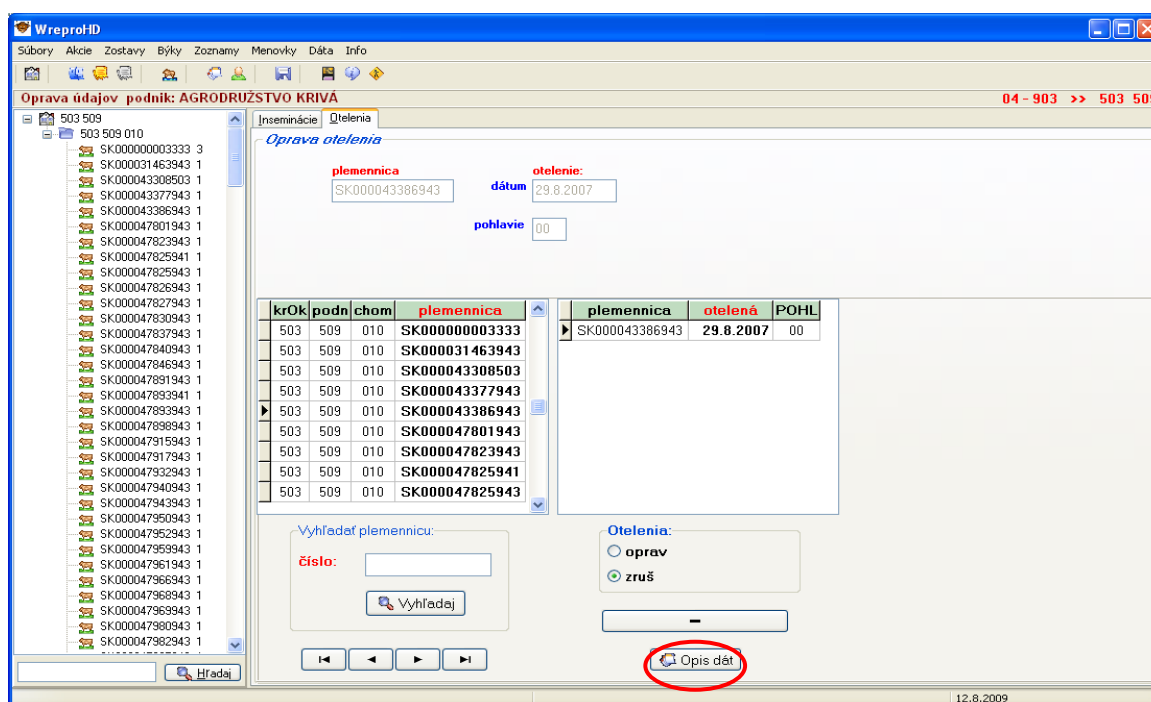 WreproHD
Súbory Akcie Zostavy Býky Zoznamy Menovky Dáta Info
Oprava údajov podnik: AGRODRUŽSTVO KRIVÁ 04 - 903 >> 503 509
503 509
503 509 010
SK000000003333 3
SK000031463943 1
SK000043308503 1
SK000043377943 1
SK000043386943 1
SK000047801943 1
SK000047823943 1
SK000047825941 1
SK000047825943 1
SK000047826943 1
SK000047827943 1
SK000047830943 1
SK000047837943 1
SK000047840943 1
SK000047846943 1
SK000047891943 1
SK000047893941 1
SK000047893943 1
SK000047898943 1
SK000047915943 1
SK000047917943 1
SK000047932943 1
SK000047940943 1
SK000047943943 1
SK000047950943 1
SK000047952943 1
SK000047959943 1
SK000047961943 1
SK000047966943 1
SK000047968943 1
SK000047969943 1
SK000047980943 1
SK000047982943 1
Hľadaj
Inseminácie Otelenia
Oprava otelenia
plemennica otelenie:
SK000043386943 dátum 29.8.2007
pohlavie 00
krOk podn chom plemennica
503 509 010 SK000000003333
503 509 010 SK000031463943
503 509 010 SK000043308503
503 509 010 SK000043377943
503 509 010 SK000043386943
503 509 010 SK000047801943
503 509 010 SK000047823943
503 509 010 SK000047825941
503 509 010 SK000047825943
plemennica otelená POHL
SK000043386943 29.8.2007 00
Vyhľadať plemennicu:
číslo:
Vyhľadaj
Otelenia:
oprav
zruš
Opis dát
12.8.2009